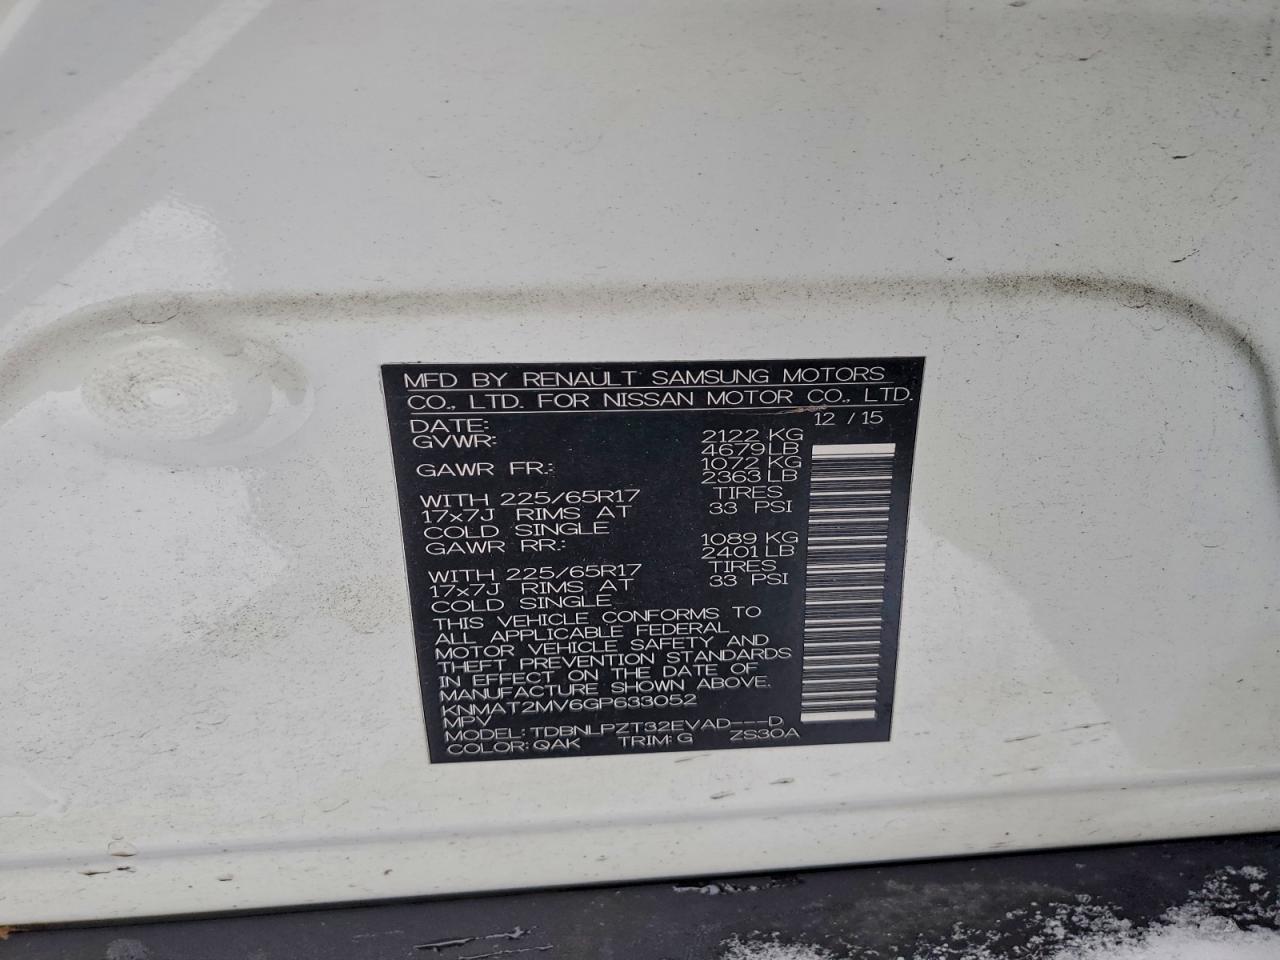 MFD BY RENAULT SAMSUNG MOTORS
CO., LTD. FOR NISSAN MOTOR CO., LTD.
DATE: 12 / 15
GVWR: 2122 KG
4679 LB
GAWR FR.: 1072 KG
2363 LB
WITH 225/65R17 TIRES
17x7J RIMS AT 33 PSI
COLD SINGLE
GAWR RR.: 1089 KG
2401 LB
WITH 225/65R17 TIRES
17x7J RIMS AT 33 PSI
COLD SINGLE
THIS VEHICLE CONFORMS TO
ALL APPLICABLE FEDERAL
MOTOR VEHICLE SAFETY AND
THEFT PREVENTION STANDARDS
IN EFFECT ON THE DATE OF
MANUFACTURE SHOWN ABOVE.
KNMAT2MV6GP633052
MPV
MODEL: TDBNLPZT32EVAD---D
COLOR: QAK TRIM: G ZS30A